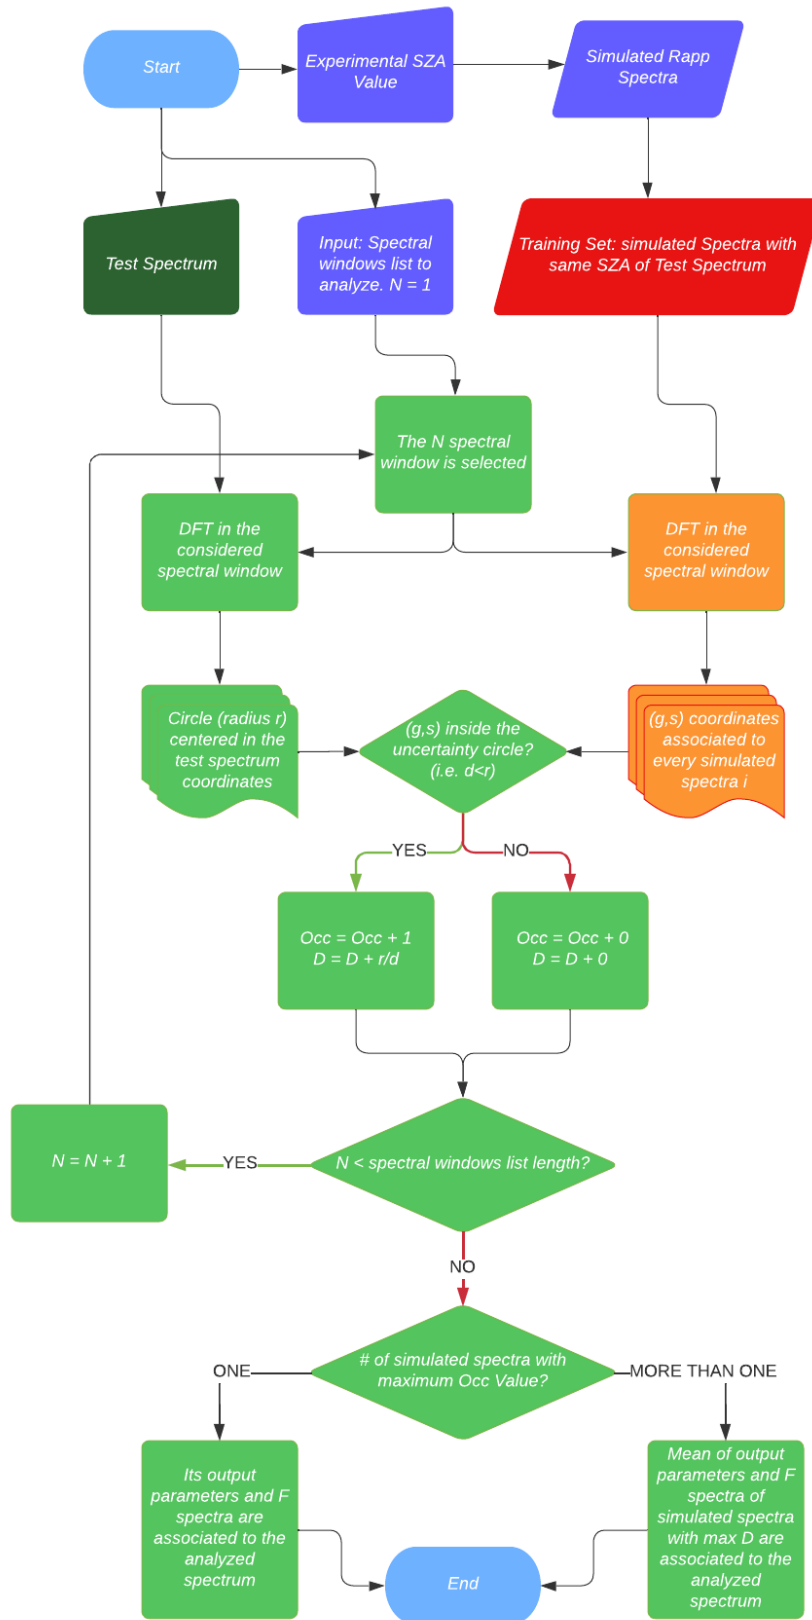 Start
Experimental SZA
Value
Simulated Rapp
Spectra
Test Spectrum
Input: Spectral
windows list to
analyze. N = 1
Training Set: simulated Spectra with
same SZA of Test Spectrum
The N spectral
window is selected
DFT in the
considered
spectral window
DFT in the
considered
spectral window
Circle (radius r)
centered in the
test spectrum
coordinates
(g,s) inside the
uncertainty circle?
(i.e. d<r)
(g,s) coordinates
associated to
every simulated
spectra i
YES
NO
Occ = Occ + 1
D = D + r/d
Occ = Occ + 0
D = D + 0
N = N + 1
YES
N < spectral windows list length?
NO
# of simulated spectra with
maximum Occ Value?
ONE
MORE THAN ONE
Its output
parameters and F
spectra are
associated to the
analyzed
spectrum
Mean of output
parameters and F
spectra of
simulated spectra
with max D are
associated to the
analyzed
spectrum
End